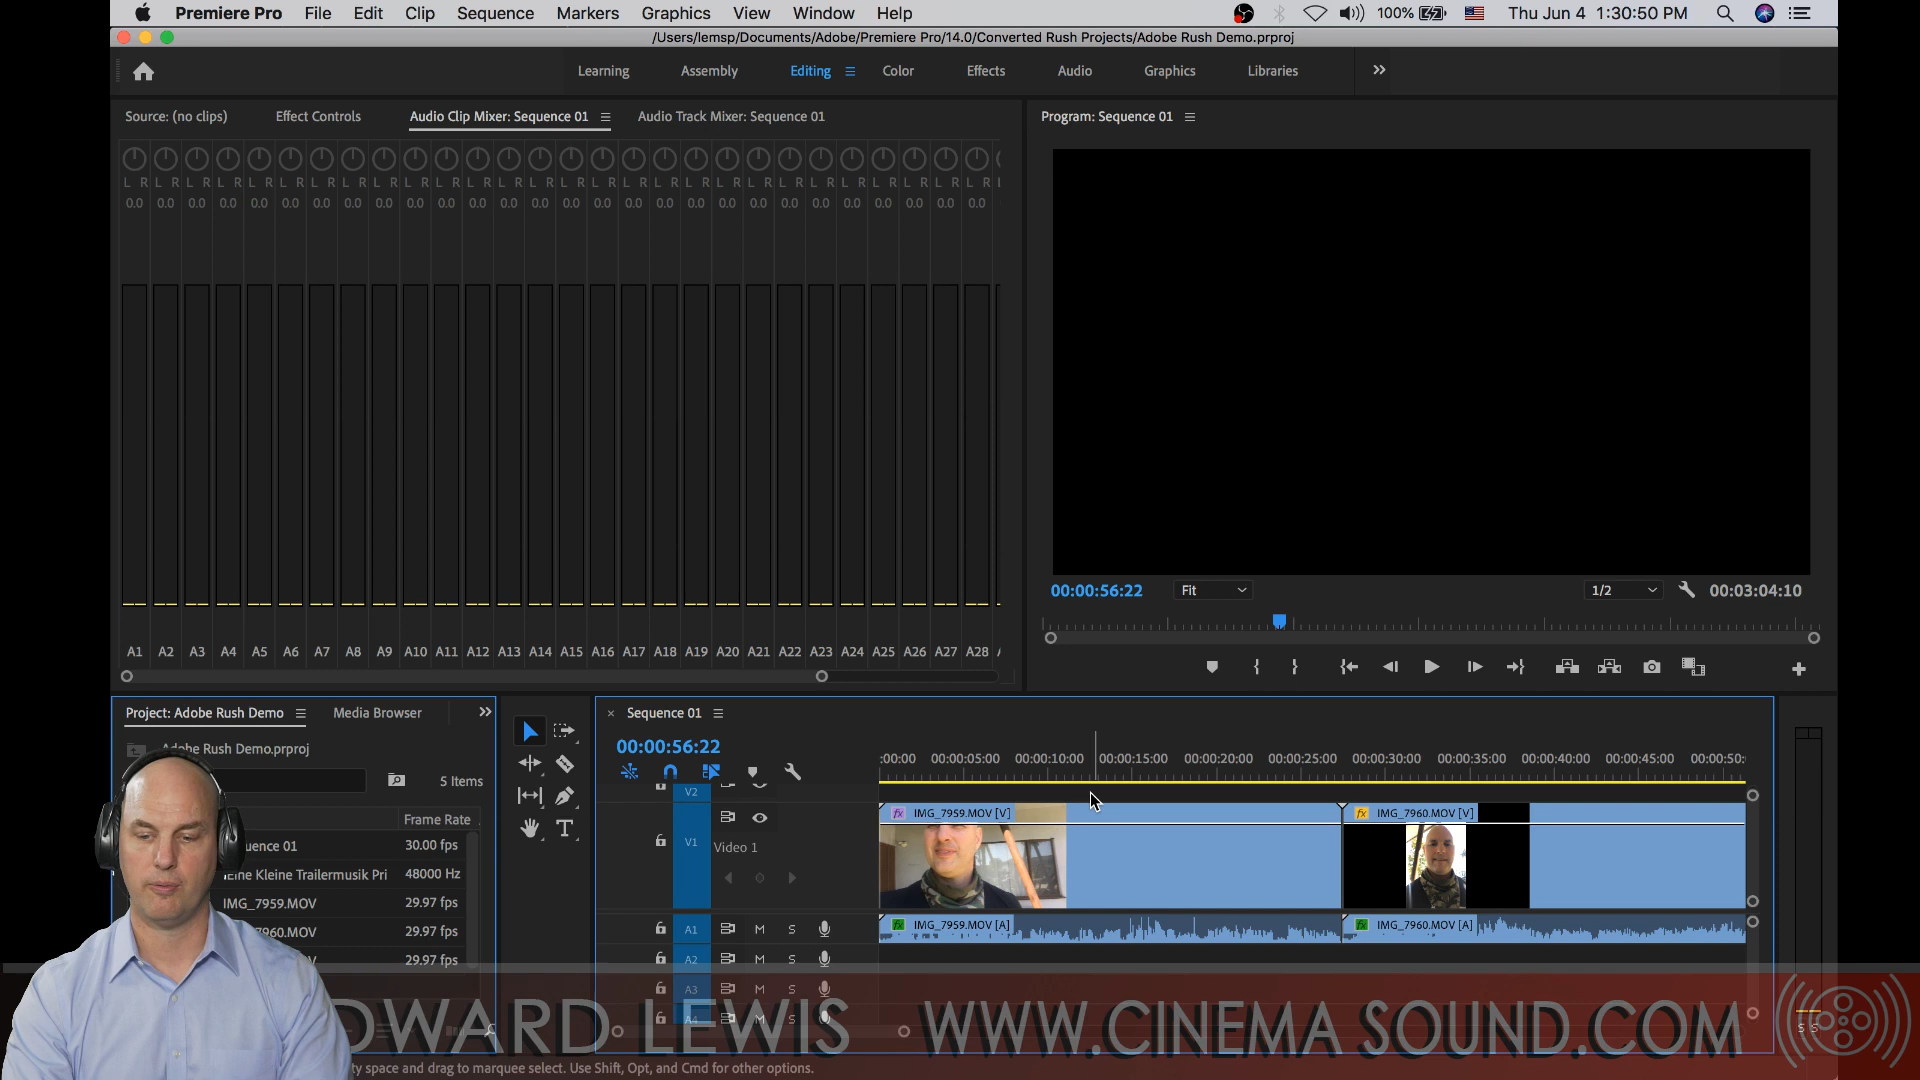 Premiere Pro File Edit Clip Sequence Markers Graphics View Window Help 100% Thu Jun 4 1:30:50 PM
/Users/lemsp/Documents/Adobe/Premiere Pro/14.0/Converted Rush Projects/Adobe Rush Demo.prproj
Learning Assembly Editing Color Effects Audio Graphics Libraries
Source: (no clips) Effect Controls Audio Clip Mixer: Sequence 01 Audio Track Mixer: Sequence 01
Program: Sequence 01
L R L R L R L R L R L R L R L R L R L R L R L R L R L R L R L R L R L R L R L R L R L R L R L R L R L R L R L R
0.0 0.0 0.0 0.0 0.0 0.0 0.0 0.0 0.0 0.0 0.0 0.0 0.0 0.0 0.0 0.0 0.0 0.0 0.0 0.0 0.0 0.0 0.0 0.0 0.0 0.0 0.0 0.0
A1 A2 A3 A4 A5 A6 A7 A8 A9 A10 A11 A12 A13 A14 A15 A16 A17 A18 A19 A20 A21 A22 A23 A24 A25 A26 A27 A28
00:00:56:22 Fit 1/2 00:03:04:10
Project: Adobe Rush Demo Media Browser
Adobe Rush Demo.prproj
5 Items
Frame Rate
uence 01 30.00 fps
Eine Kleine Trailermusik Pri 48000 Hz
IMG_7959.MOV 29.97 fps
960.MOV 29.97 fps
V 29.97 fps
Sequence 01
00:00:56:22
:00:00 00:00:05:00 00:00:10:00 00:00:15:00 00:00:20:00 00:00:25:00 00:00:30:00 00:00:35:00 00:00:40:00 00:00:45:00 00:00:50:
V2
fx IMG_7959.MOV [V] fx IMG_7960.MOV [V]
V1 Video 1
A1 M S fx IMG_7959.MOV [A] fx IMG_7960.MOV [A]
A2 M S
A3 M S
A4 M S
S S
DWARD LEWIS WWW.CINEMA SOUND.COM
ty space and drag to marquee select. Use Shift, Opt, and Cmd for other options.